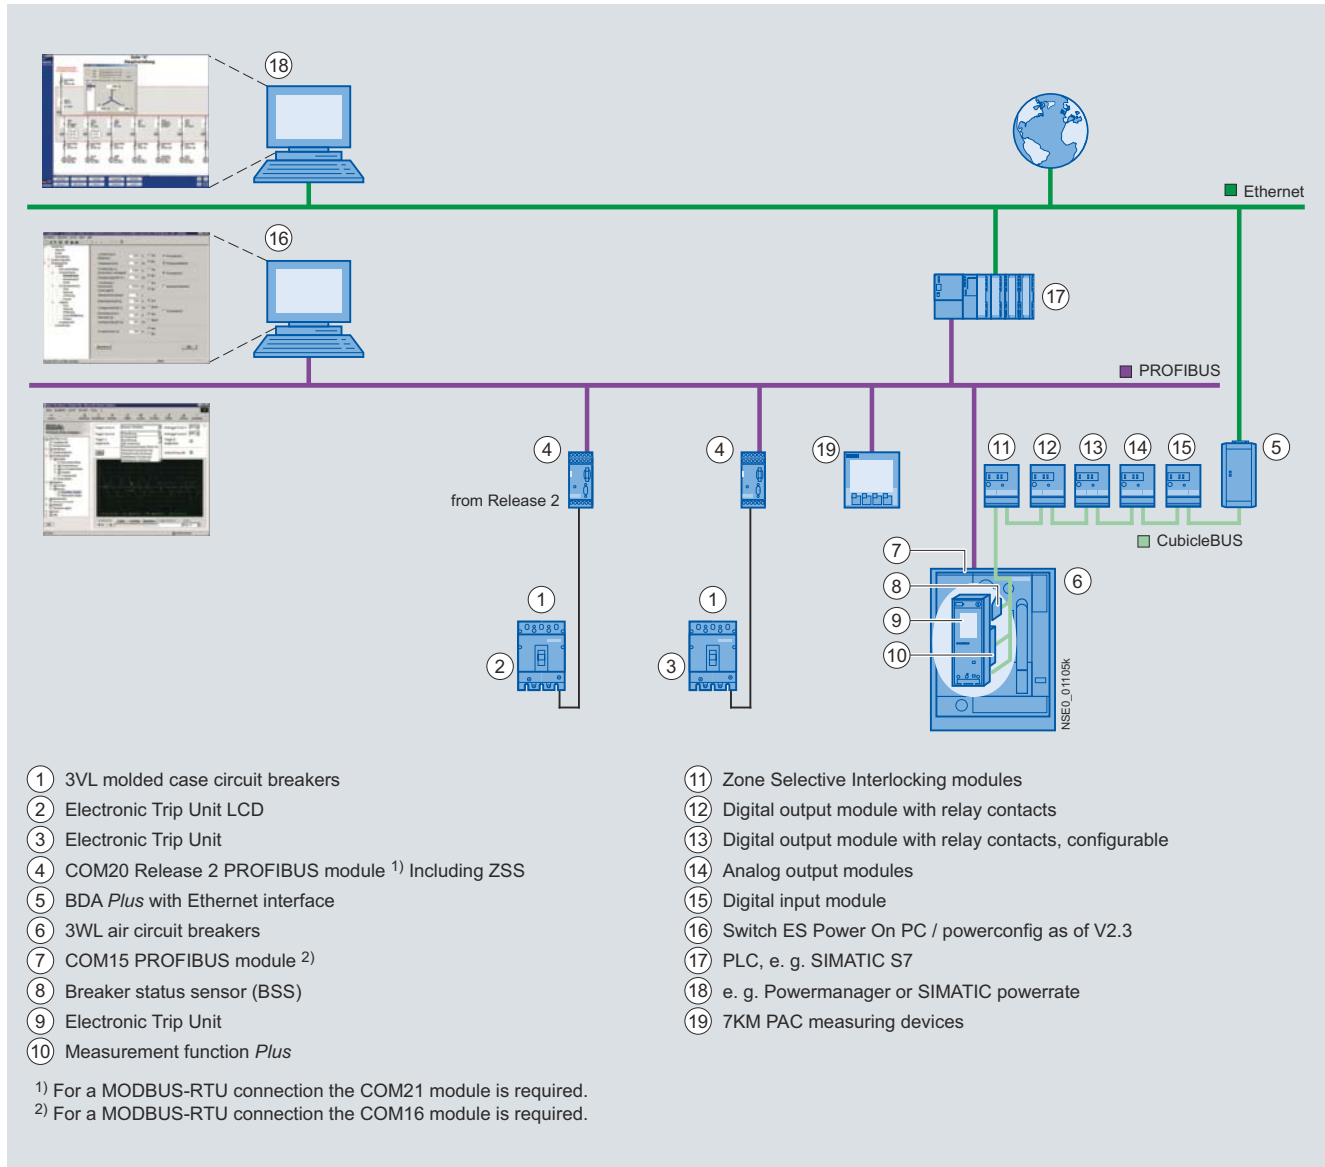 18
Ethernet
16
17
PROFIBUS
4
4
19
11
12
13
14
15
5
from Release 2
CubicleBUS
7
6
8
1
1
9
10
2
3
NSE0_01105k
1 3VL molded case circuit breakers
2 Electronic Trip Unit LCD
3 Electronic Trip Unit
4 COM20 Release 2 PROFIBUS module 1) Including ZSS
5 BDA Plus with Ethernet interface
6 3WL air circuit breakers
7 COM15 PROFIBUS module 2)
8 Breaker status sensor (BSS)
9 Electronic Trip Unit
10 Measurement function Plus
11 Zone Selective Interlocking modules
12 Digital output module with relay contacts
13 Digital output module with relay contacts, configurable
14 Analog output modules
15 Digital input module
16 Switch ES Power On PC / powerconfig as of V2.3
17 PLC, e. g. SIMATIC S7
18 e. g. Powermanager or SIMATIC powerrate
19 7KM PAC measuring devices
1) For a MODBUS-RTU connection the COM21 module is required.
2) For a MODBUS-RTU connection the COM16 module is required.